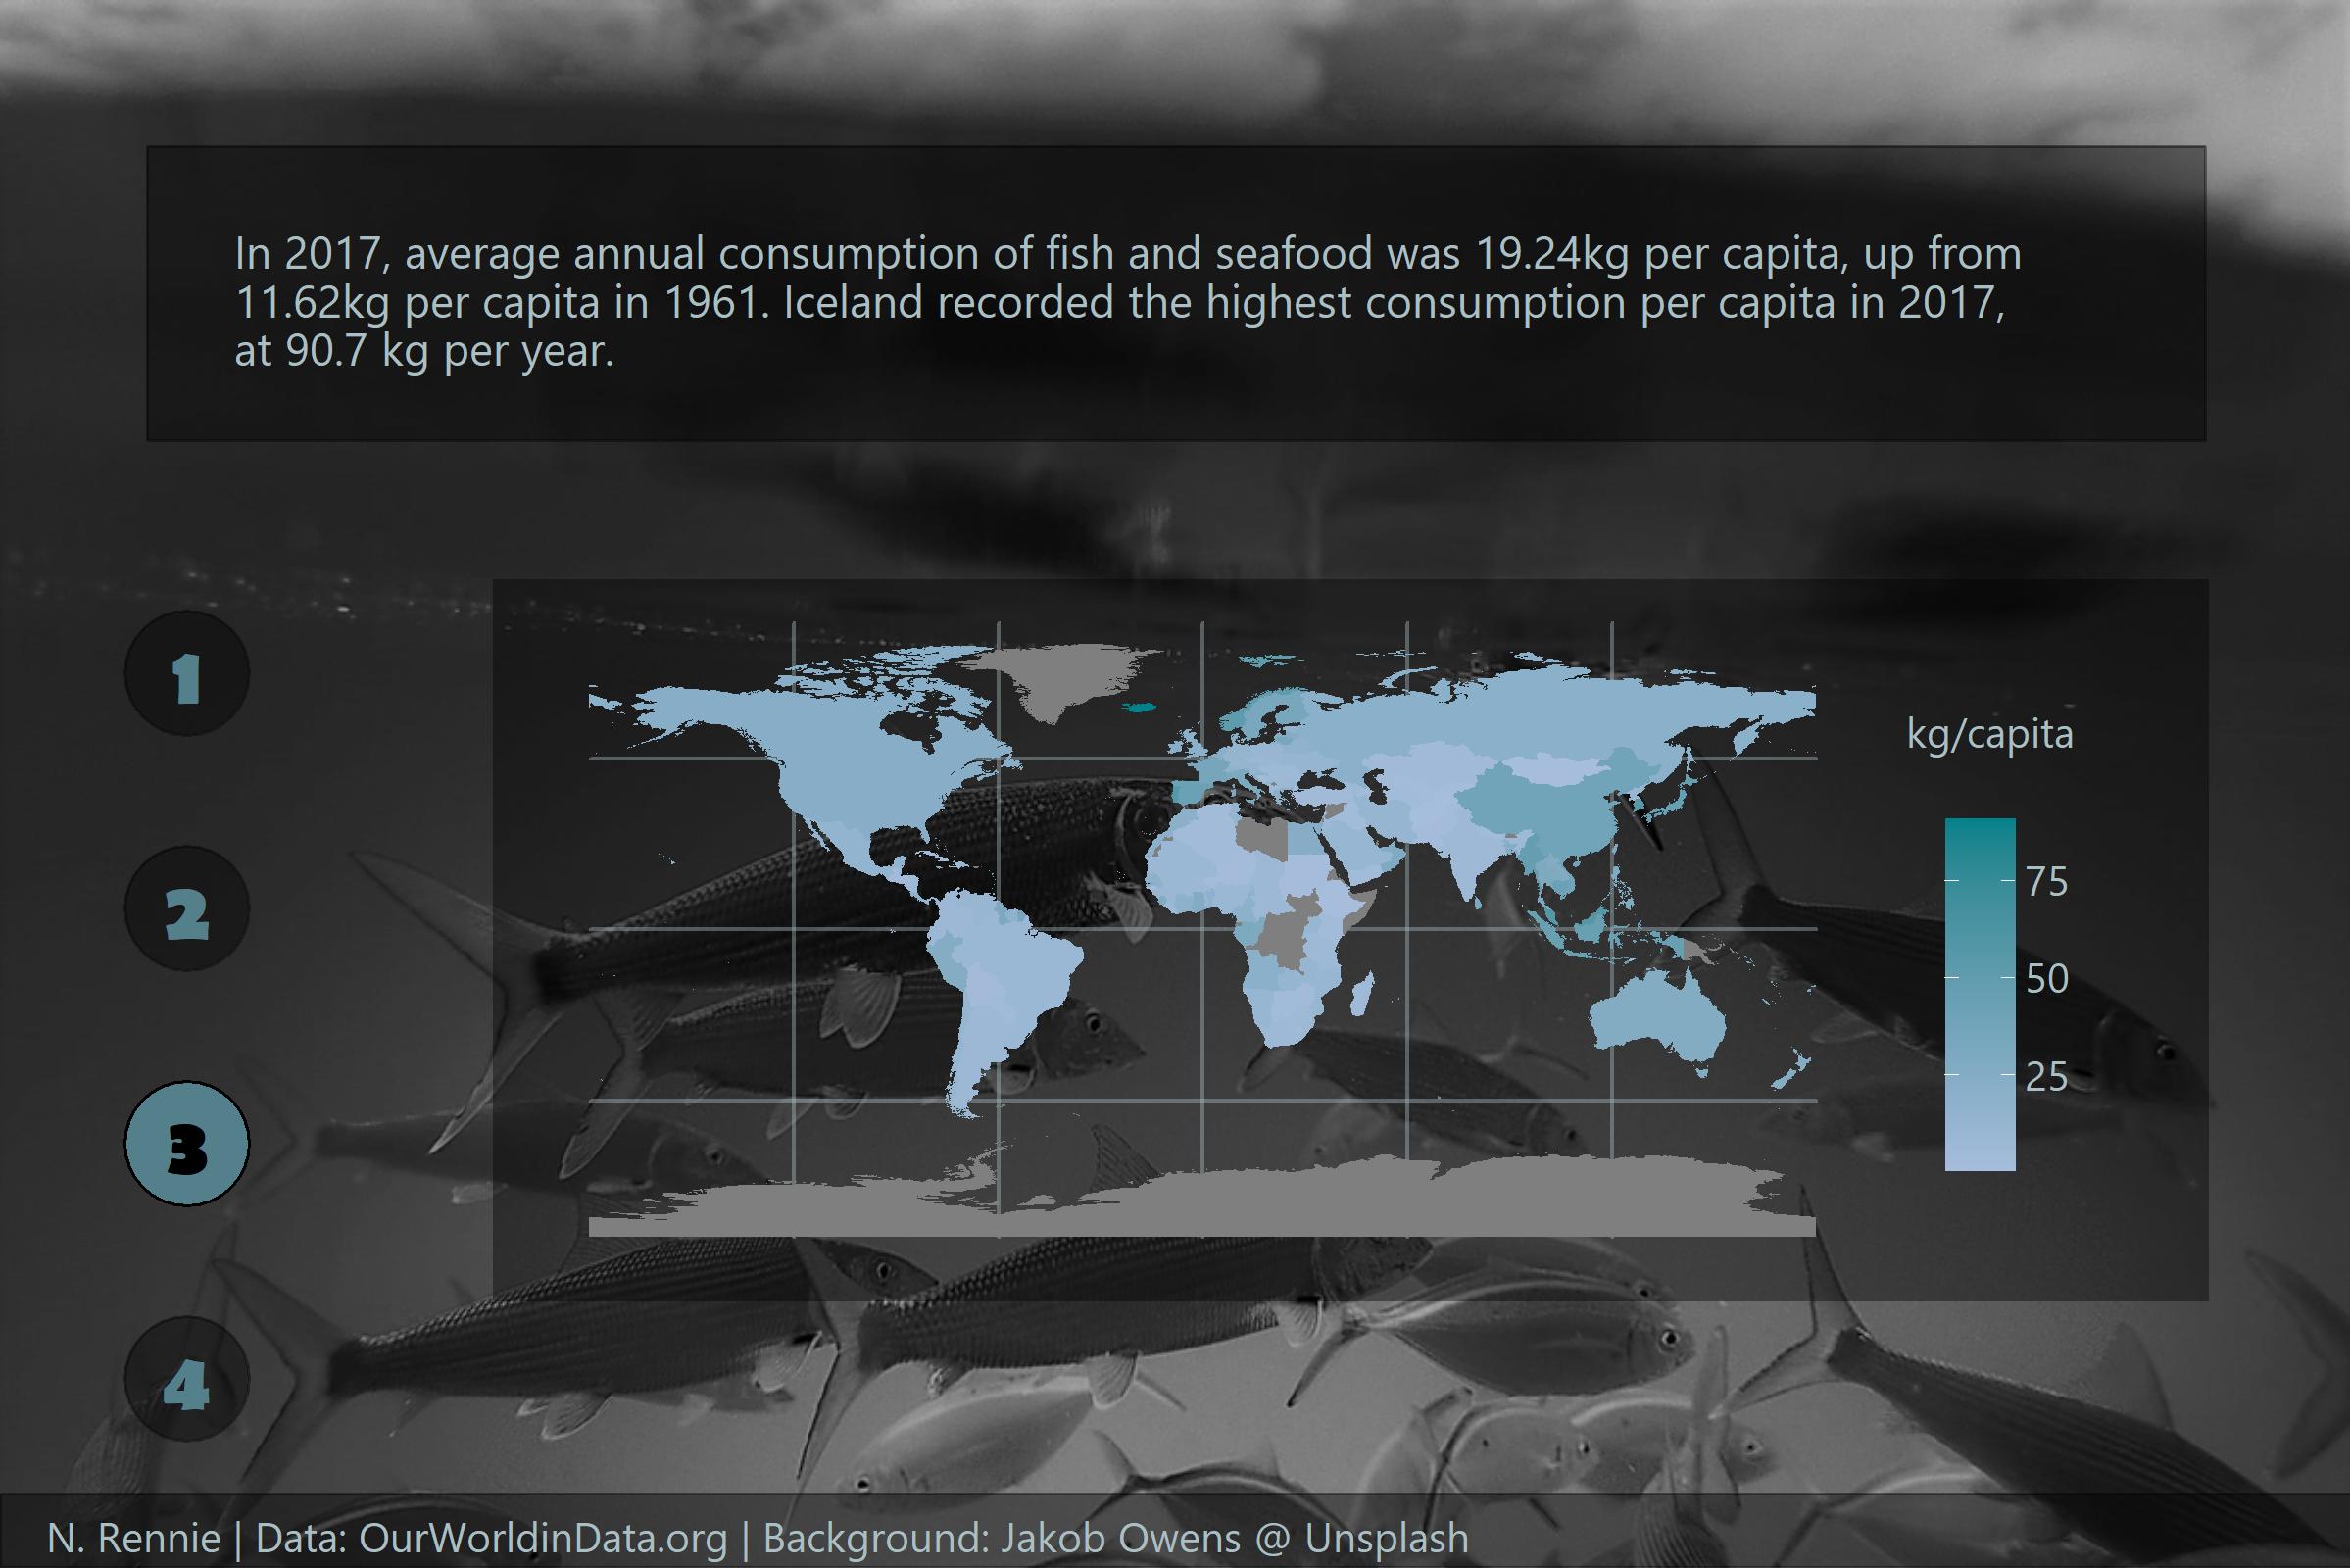 In 2017, average annual consumption of fish and seafood was 19.24kg per capita, up from
11.62kg per capita in 1961. Iceland recorded the highest consumption per capita in 2017,
at 90.7 kg per year.
1
2
3
4
kg/capita
75
50
25
N. Rennie | Data: OurWorldinData.org | Background: Jakob Owens @ Unsplash